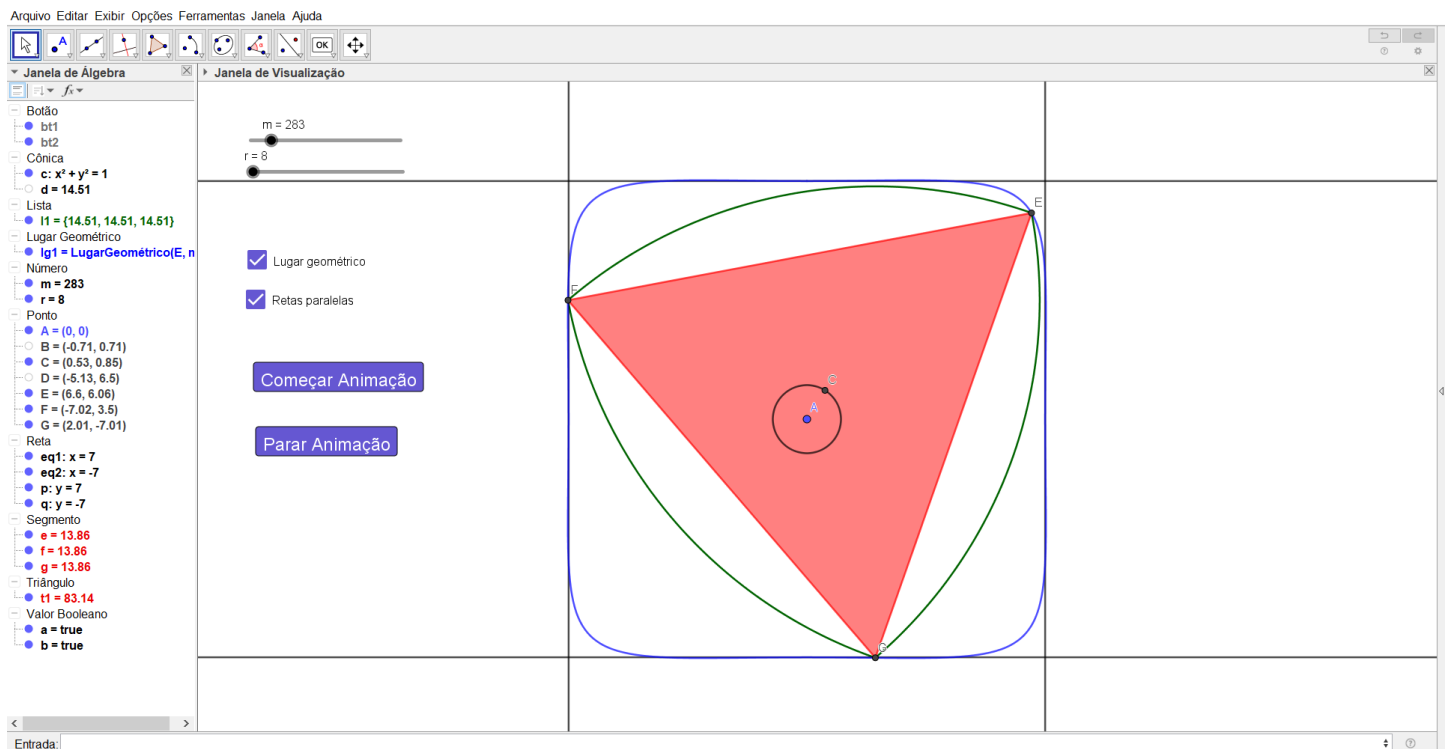 Arquivo Editar Exibir Opções Ferramentas Janela Ajuda
A
α
OK
Janela de Álgebra
Janela de Visualização
fx
Botão
bt1
bt2
Cônica
c: x² + y² = 1
d = 14.51
Lista
l1 = {14.51, 14.51, 14.51}
Lugar Geométrico
lg1 = LugarGeométrico(E, n
Número
m = 283
r = 8
Ponto
A = (0, 0)
B = (-0.71, 0.71)
C = (0.53, 0.85)
D = (-5.13, 6.5)
E = (6.6, 6.06)
F = (-7.02, 3.5)
G = (2.01, -7.01)
Reta
eq1: x = 7
eq2: x = -7
p: y = 7
q: y = -7
Segmento
e = 13.86
f = 13.86
g = 13.86
Triângulo
t1 = 83.14
Valor Booleano
a = true
b = true
m = 283
r = 8
Lugar geométrico
Retas paralelas
Começar Animação
Parar Animação
E
F
C
A
G
Entrada: